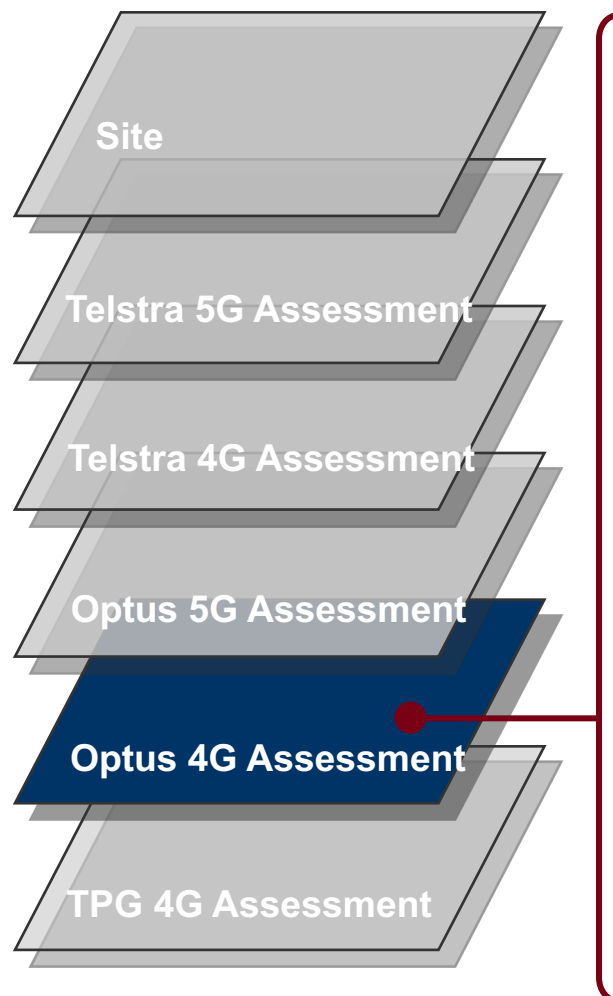 Site
Telstra 5G Assessment
Telstra 4G Assessment
Optus 5G Assessment
Optus 4G Assessment
TPG 4G Assessment